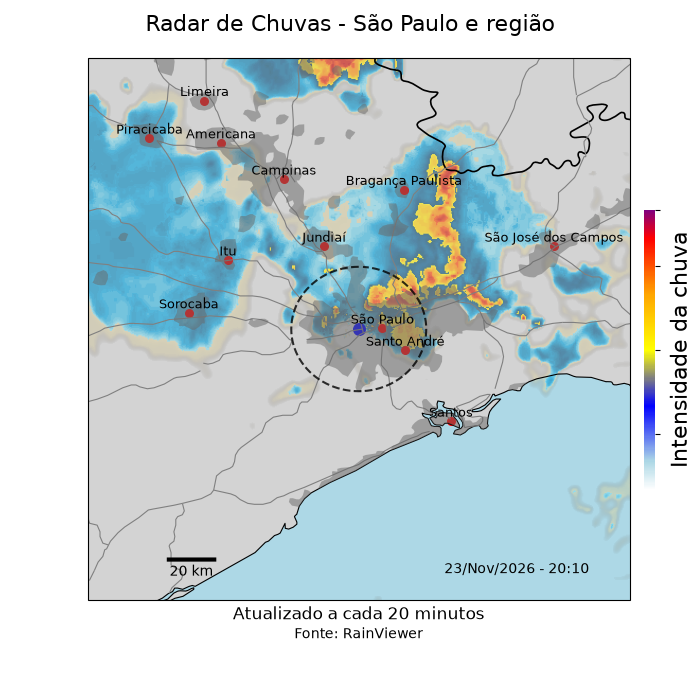 Radar de Chuvas - São Paulo e região
Limeira
Piracicaba
Americana
Campinas
Bragança Paulista
Jundiaí
São José dos Campos
Itu
Sorocaba
São Paulo
Santo André
Santos
Intensidade da chuva
20 km
23/Nov/2026 - 20:10
Atualizado a cada 20 minutos
Fonte: RainViewer